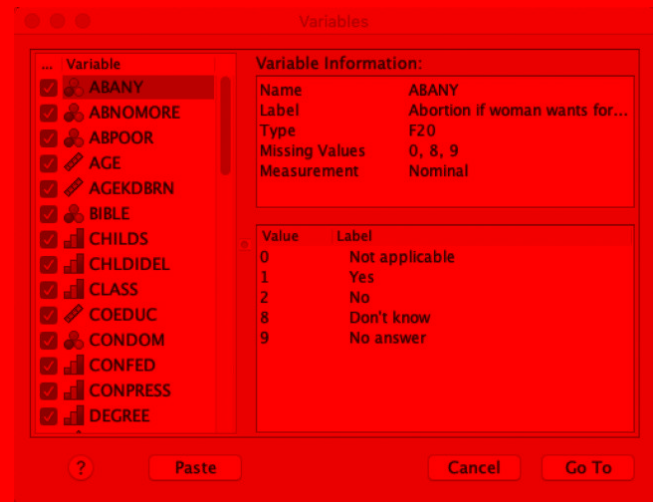 Variables
... Variable
ABANY
ABNOMORE
ABPOOR
AGE
AGEKDBRN
BIBLE
CHILDS
CHLDIDEL
CLASS
COEDUC
CONDOM
CONFED
CONPRESS
DEGREE
Variable Information:
Name ABANY
Label Abortion if woman wants for...
Type F20
Missing Values 0, 8, 9
Measurement Nominal
Value Label
0 Not applicable
1 Yes
2 No
8 Don't know
9 No answer
? Paste Cancel Go To